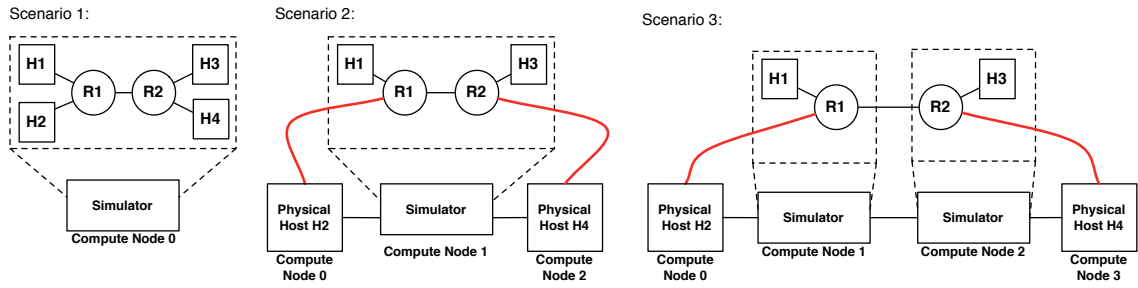 Scenario 1:
H1
H3
R1
R2
H2
H4
Simulator
Compute Node 0
Scenario 2:
H1
H3
R1
R2
Physical
Host H2
Simulator
Physical
Host H4
Compute Node 1
Compute
Node 0
Compute
Node 2
Scenario 3:
H1
H3
R1
R2
Physical
Host H2
Simulator
Simulator
Physical
Host H4
Compute Node 1
Compute Node 2
Compute
Node 0
Compute
Node 3